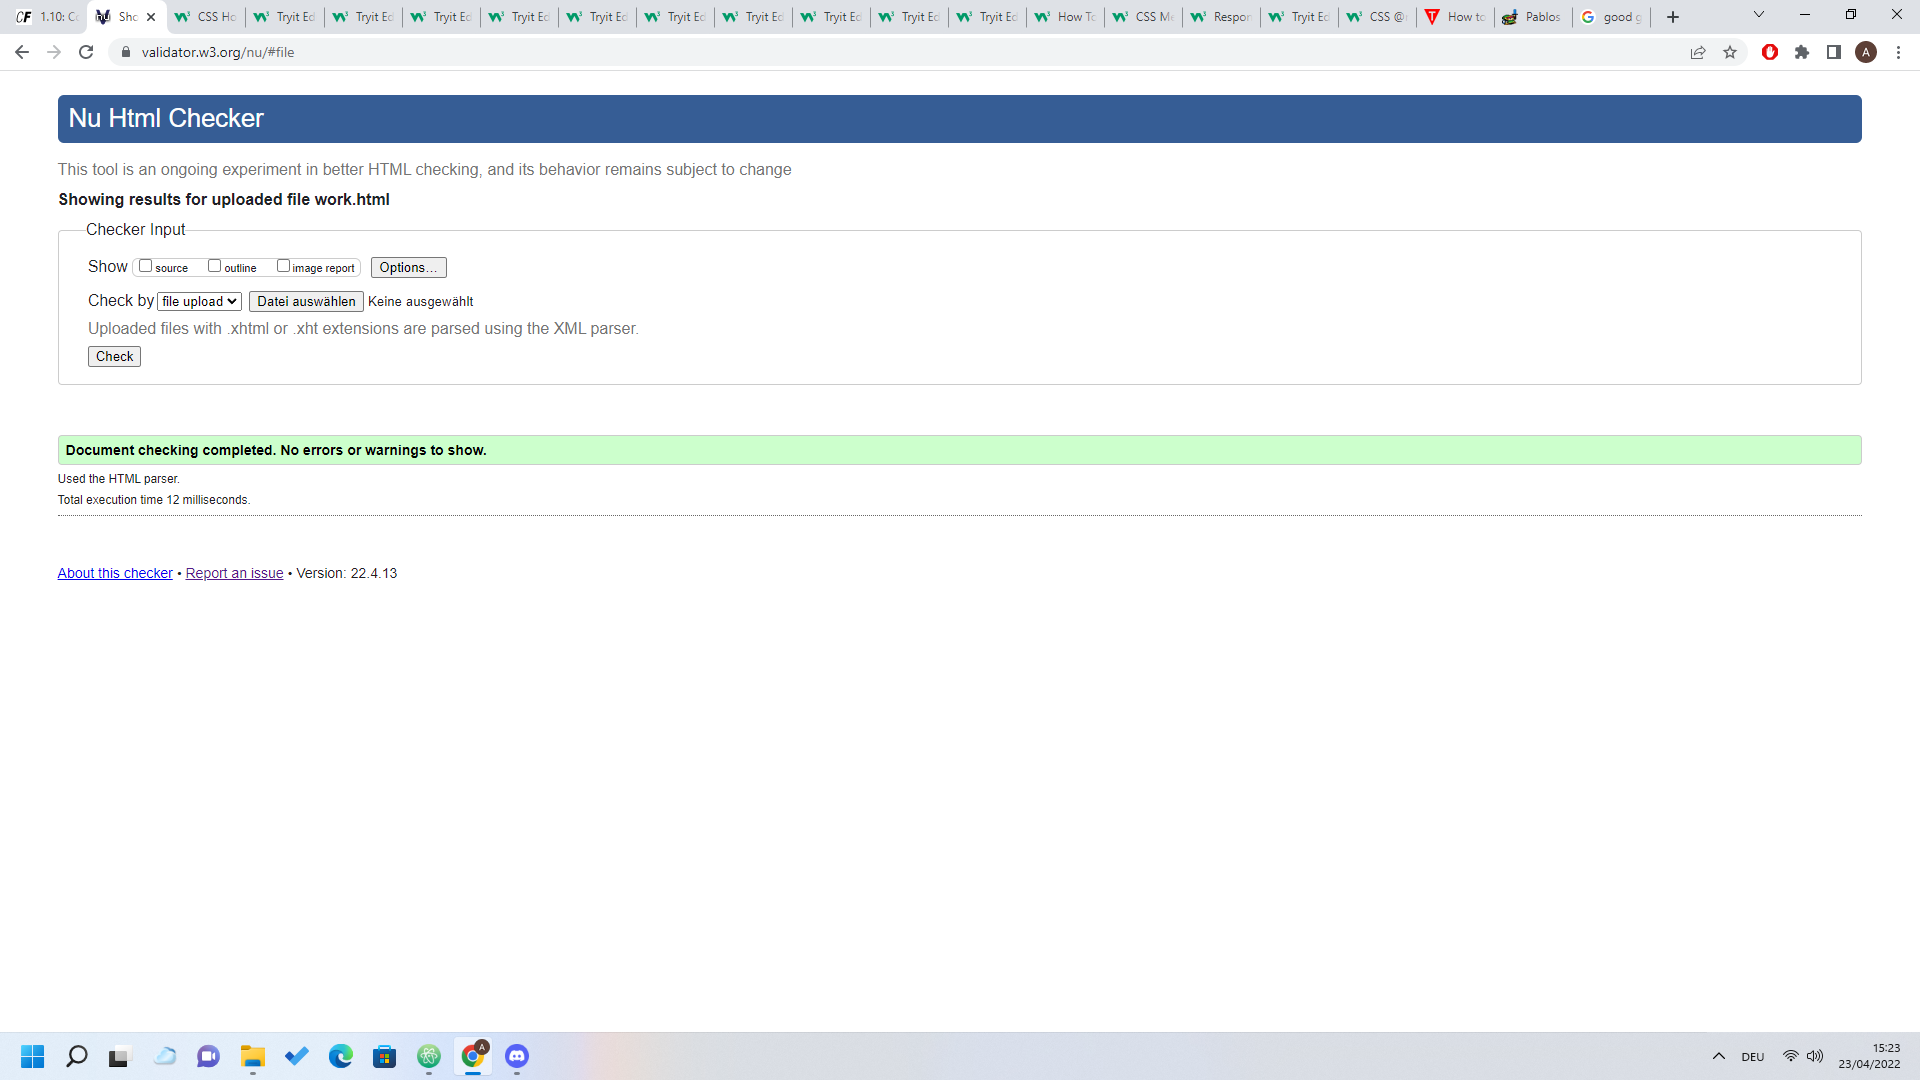 1.10: Co
Sho
CSS Ho
Tryit Ed
Tryit Ed
Tryit Ed
Tryit Ed
Tryit Ed
Tryit Ed
Tryit Ed
Tryit Ed
Tryit Ed
Tryit Ed
How To
CSS Me
Respon
Tryit Ed
CSS @
How to
Pablos
good g
validator.w3.org/nu/#file
A
Nu Html Checker
This tool is an ongoing experiment in better HTML checking, and its behavior remains subject to change
Showing results for uploaded file work.html
Checker Input
Show source outline image report Options...
Check by file upload Datei auswählen Keine ausgewählt
Uploaded files with .xhtml or .xht extensions are parsed using the XML parser.
Check
Document checking completed. No errors or warnings to show.
Used the HTML parser.
Total execution time 12 milliseconds.
About this checker • Report an issue • Version: 22.4.13
A
DEU
15:23
23/04/2022